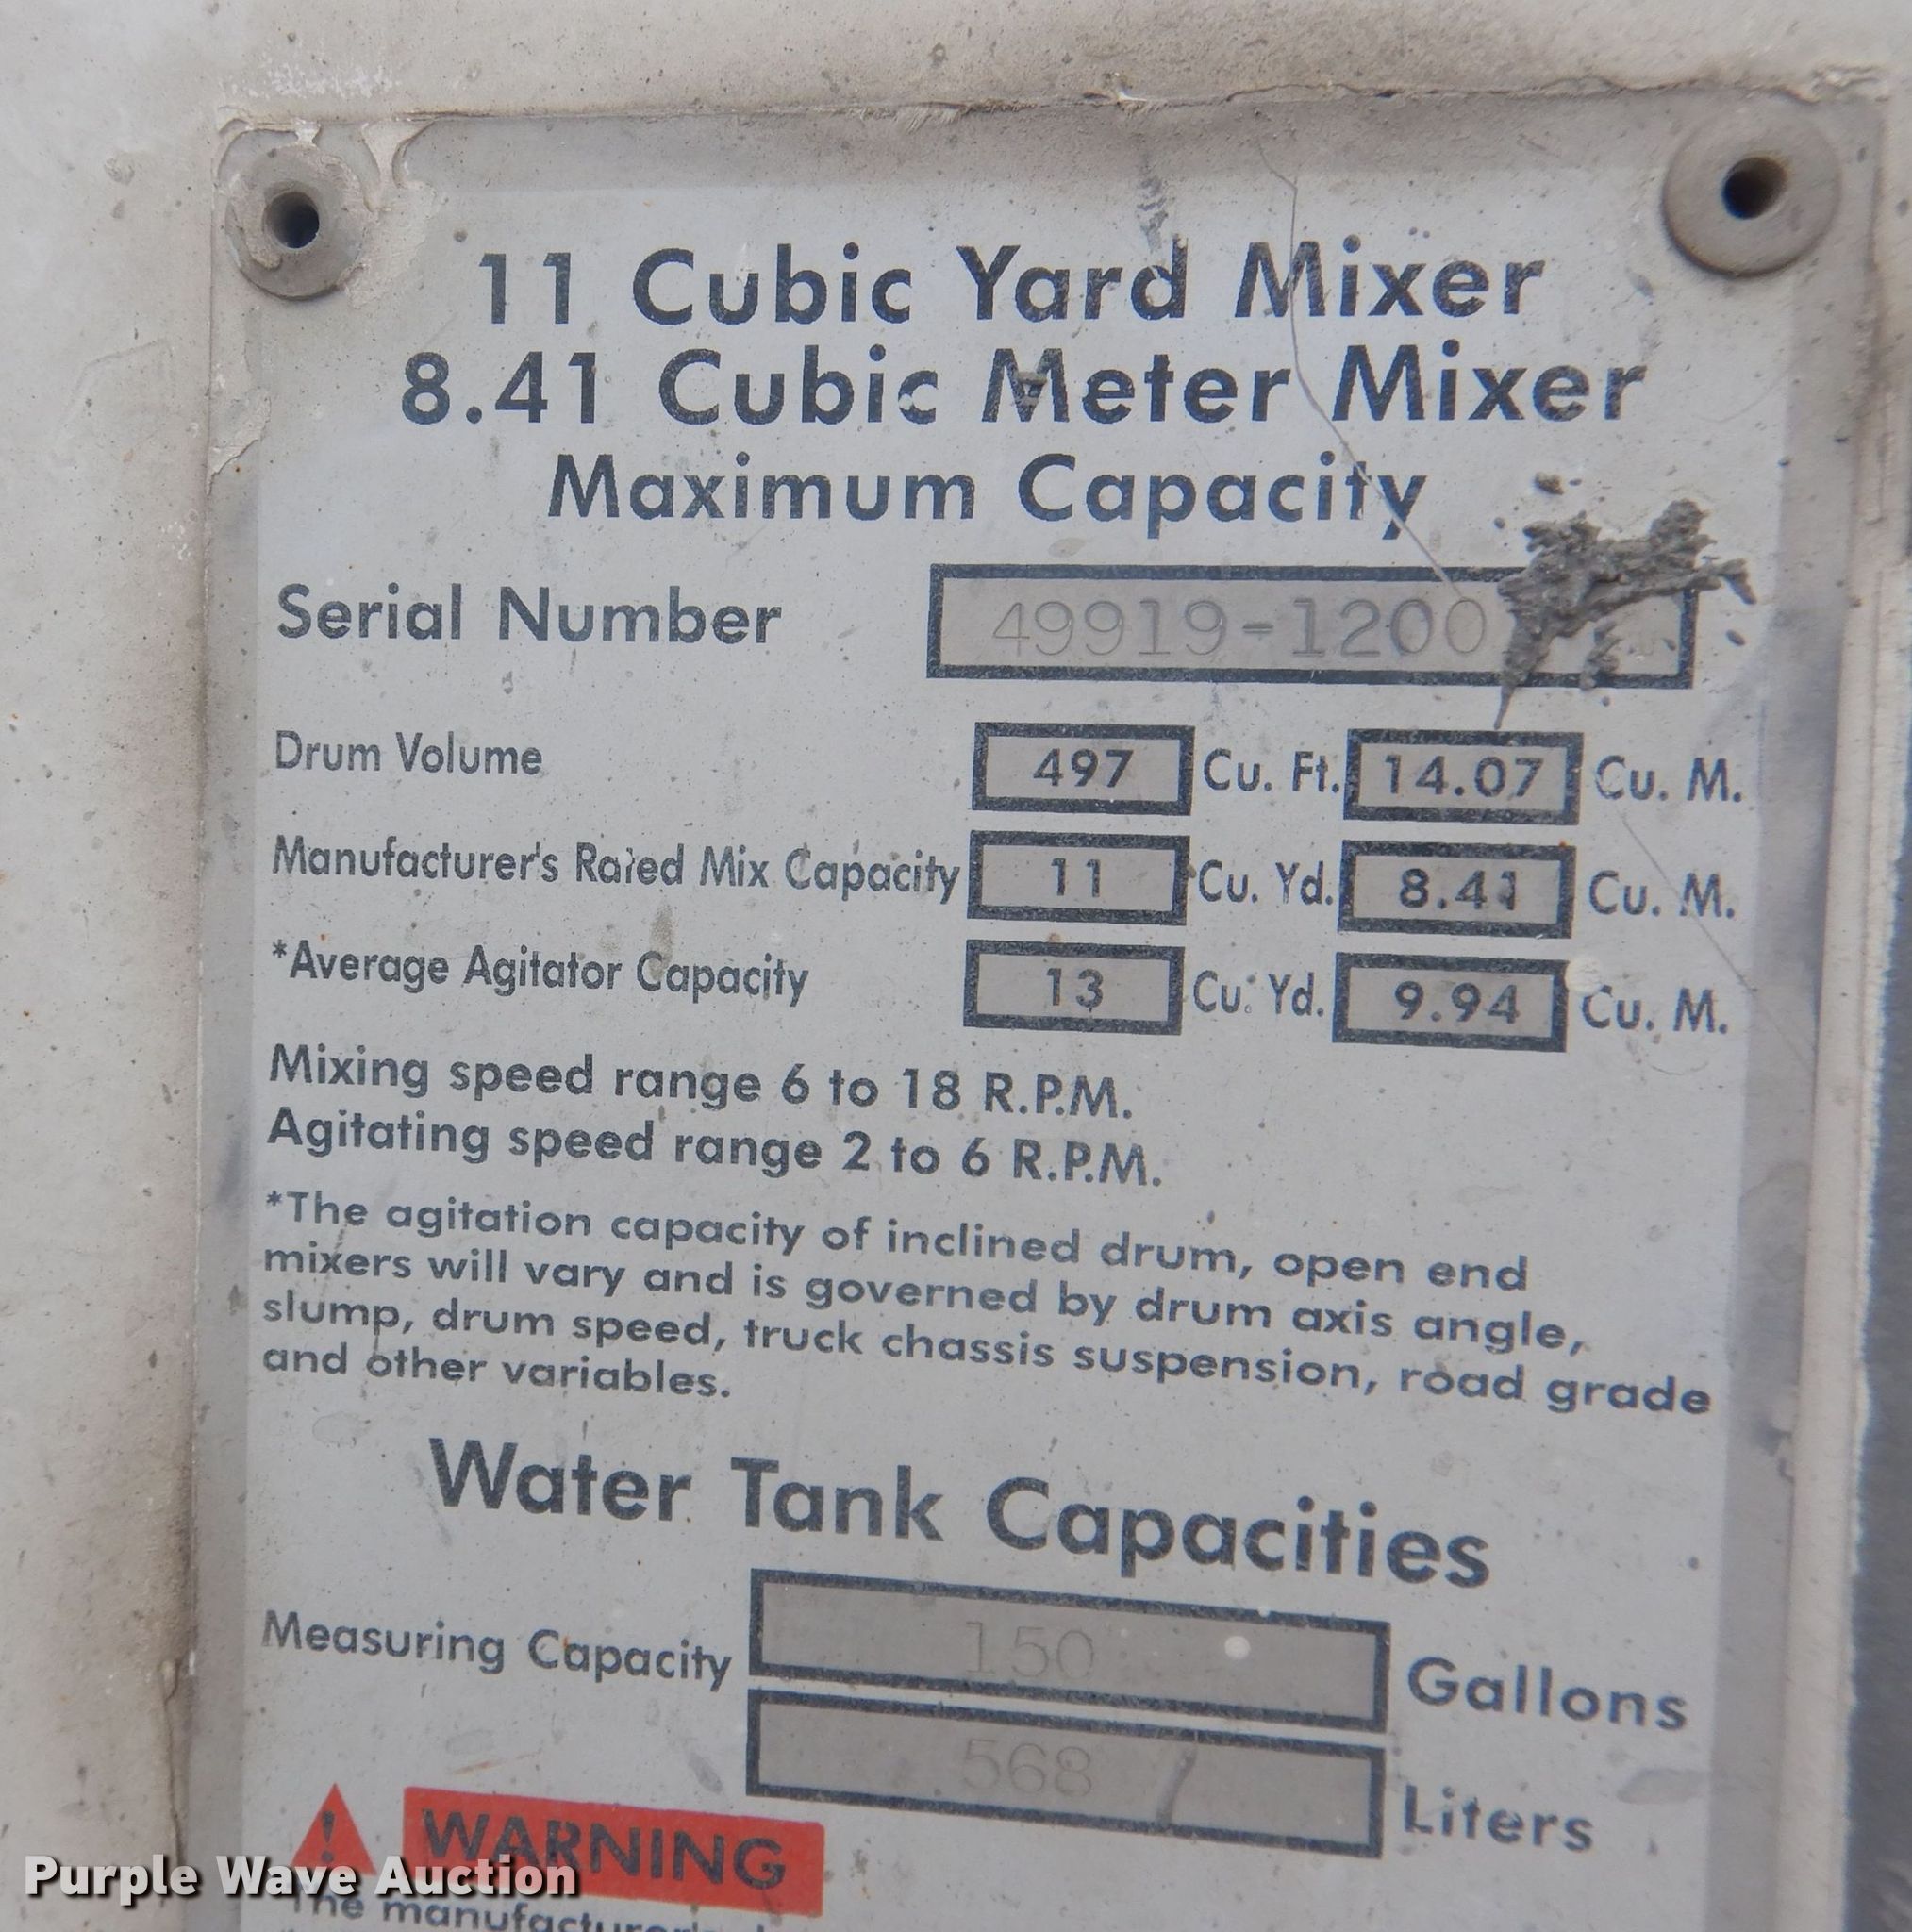 11 Cubic Yard Mixer
8.41 Cubic Meter Mixer
Maximum Capacity
Serial Number 49919-1200
Drum Volume 497 Cu. Ft. 14.07 Cu. M.
Manufacturer's Rated Mix Capacity 11 Cu. Yd. 8.41 Cu. M.
*Average Agitator Capacity 13 Cu. Yd. 9.94 Cu. M.
Mixing speed range 6 to 18 R.P.M.
Agitating speed range 2 to 6 R.P.M.
*The agitation capacity of inclined drum, open end
mixers will vary and is governed by drum axis angle,
slump, drum speed, truck chassis suspension, road grade
and other variables.
Water Tank Capacities
Measuring Capacity 150 Gallons
568 Liters
! WARNING
Purple Wave Auction
The manufacturer's